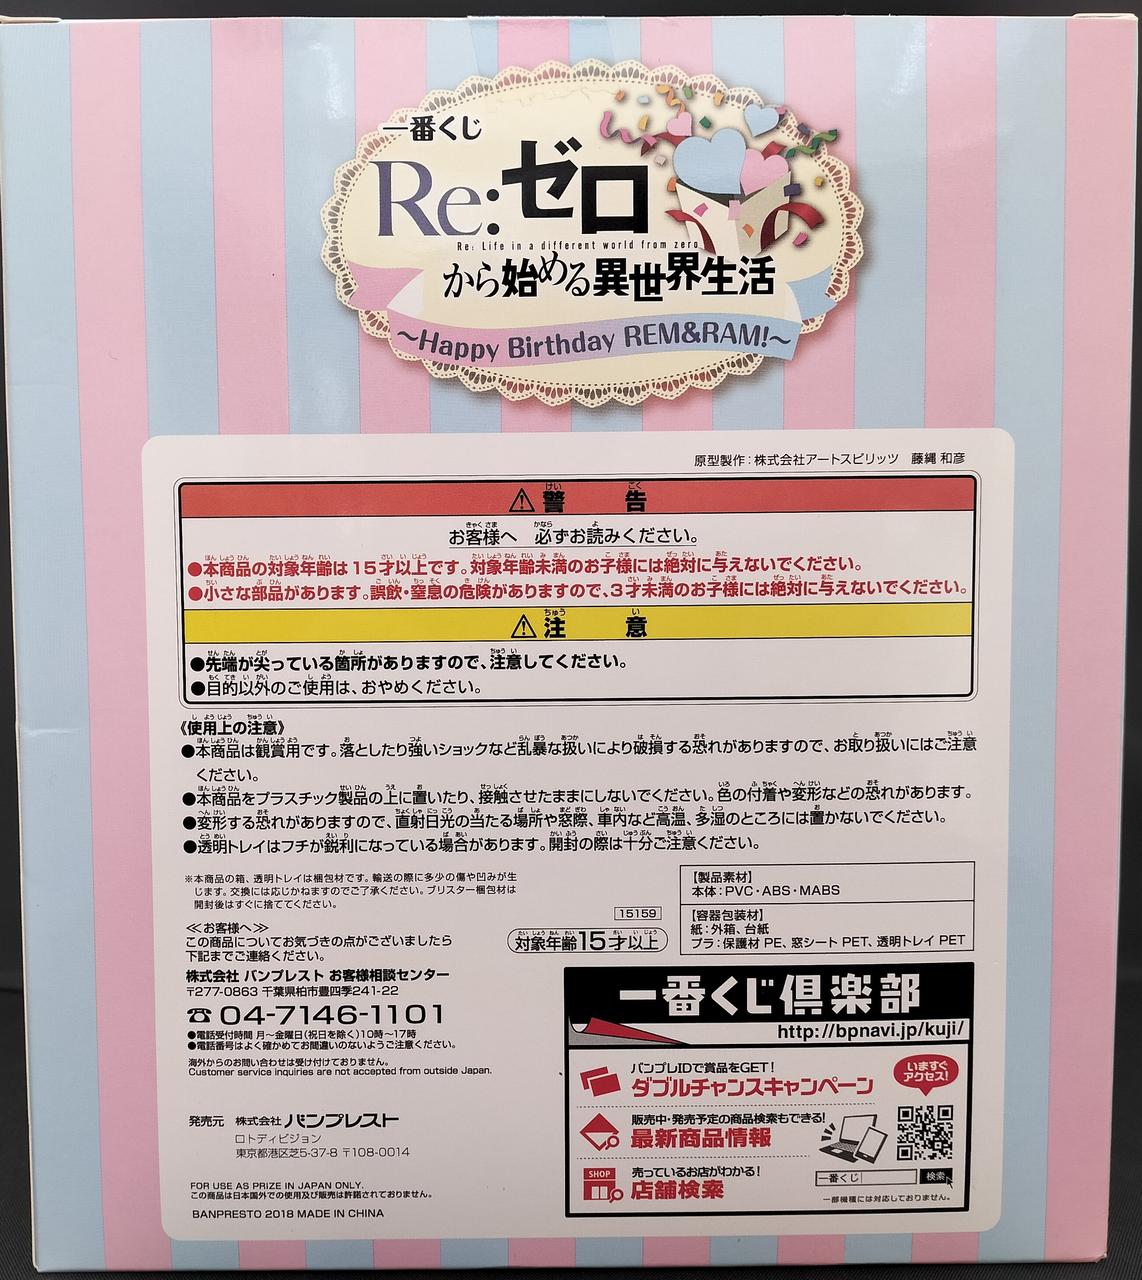 一番くじ
Re:ゼロ
Re: Life in a different world from zero
から始める異世界生活
～Happy Birthday REM&RAM!～
原型製作：株式会社アートスピリッツ 藤縄 和彦
⚠警告
お客様へ 必ずお読みください。
●本商品の対象年齢は15才以上です。対象年齢未満のお子様には絶対に与えないでください。
●小さな部品があります。誤飲・窒息の危険がありますので、3才未満のお子様には絶対に与えないでください。
⚠注意
●先端が尖っている箇所がありますので、注意してください。
●目的以外のご使用は、おやめください。
《使用上の注意》
●本商品は観賞用です。落としたり強いショックなど乱暴な扱いにより破損する恐れがありますので、お取り扱いにはご注意
ください。
●本商品をプラスチック製品の上に置いたり、接触させたままにしないでください。色の付着や変形などの恐れがあります。
●変形する恐れがありますので、直射日光の当たる場所や窓際、車内など高温、多湿のところには置かないでください。
●透明トレイはフチが鋭利になっている場合があります。開封の際は十分ご注意ください。
※本商品の箱、透明トレイは梱包材です。輸送の際に多少の傷や凹みが生
じます。交換には応じかねますのでご了承ください。ブリスター梱包材は
開封後はすぐに捨ててください。
≪お客様へ≫
この商品についてお気づきの点がございましたら
下記までご連絡ください。
株式会社 バンプレスト お客様相談センター
〒277-0863 千葉県柏市豊四季241-22
☎04-7146-1101
●電話受付時間 月～金曜日(祝日を除く)10時～17時
●電話番号はよく確かめてお間違いのないようご注意ください。
海外からのお問い合わせは受け付けておりません。
Customer service inquiries are not accepted from outside Japan.
発売元 株式会社 バンプレスト
ロトディビジョン
東京都港区芝5-37-8 〒108-0014
FOR USE AS PRIZE IN JAPAN ONLY.
この商品は日本国外での使用及び販売は許諾されておりません。
BANPRESTO 2018 MADE IN CHINA
15159
対象年齢15才以上
【製品素材】
本体：PVC・ABS・MABS
【容器包装材】
紙：外箱、台紙
プラ：保護材 PE、窓シート PET、透明トレイ PET
一番くじ倶楽部
http://bpnavi.jp/kuji/
バンプレIDで賞品をGET!
ダブルチャンスキャンペーン
いますぐ
アクセス!
販売中・発売予定の商品検索もできる!
最新商品情報
SHOP
売っているお店がわかる!
店舗検索
一番くじ 検索
一部機種には対応しておりません。